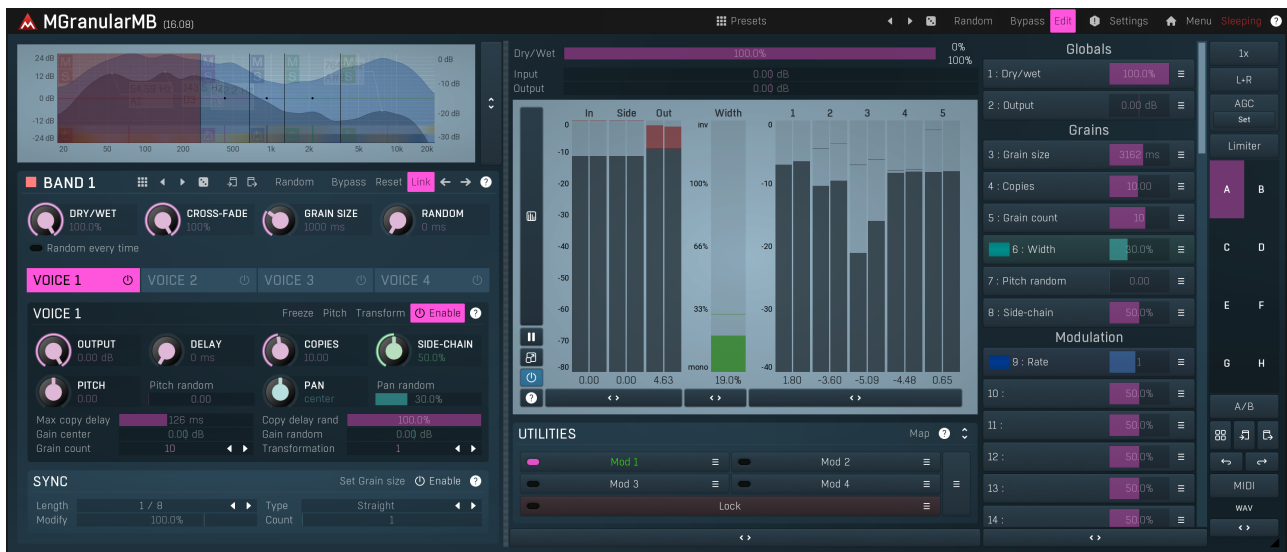 MGranularMB (16.08)
Presets
Random Bypass Edit Settings Menu Sleeping ?
24 dB
12 dB
0 dB
-12 dB
-24 dB
M M M
S S S
0 dB
-10 dB
-20 dB
-30 dB
20 50 100 200 500 1k 2k 5k 10k 20k
BAND 1 Random Bypass Reset Link ?
DRY/WET
100.0%
CROSS-FADE
100%
GRAIN SIZE
1000 ms
RANDOM
0 ms
Random every time
VOICE 1 VOICE 2 VOICE 3 VOICE 4
VOICE 1 Freeze Pitch Transform Enable ?
OUTPUT
0.00 dB
DELAY
0 ms
COPIES
10.00
SIDE-CHAIN
50.0%
PITCH
0.00
Pitch random
0.00
PAN
center
Pan random
30.0%
Max copy delay 126 ms Copy delay rand 100.0%
Gain center 0.00 dB Gain random 0.00 dB
Grain count 10 Transformation 1
SYNC Set Grain size Enable ?
Length 1 / 8 Type Straight
Modify 100.0% Count 1
Dry/Wet 100.0% 0%
100%
Input 0.00 dB
Output 0.00 dB
In Side Out Width 1 2 3 4 5
0
-10
-20
-30
-40
-50
-60
-70
-80
inv
100%
66%
33%
mono
0
-10
-20
-30
-40
0.00 0.00 4.63 19.0% 1.80 -3.60 -5.09 -4.48 0.65
?
UTILITIES Map ?
Mod 1 Mod 2
Mod 3 Mod 4
Lock
Globals
1 : Dry/wet 100.0%
2 : Output 0.00 dB
Grains
3 : Grain size 3162 ms
4 : Copies 10.00
5 : Grain count 10
6 : Width 30.0%
7 : Pitch random 0.00
8 : Side-chain 50.0%
Modulation
9 : Rate 1
10 : 50.0%
11 : 50.0%
12 : 50.0%
13 : 50.0%
14 : 50.0%
1x
L+R
AGC
Set
Limiter
A B
C D
E F
G H
A/B
MIDI
WAV